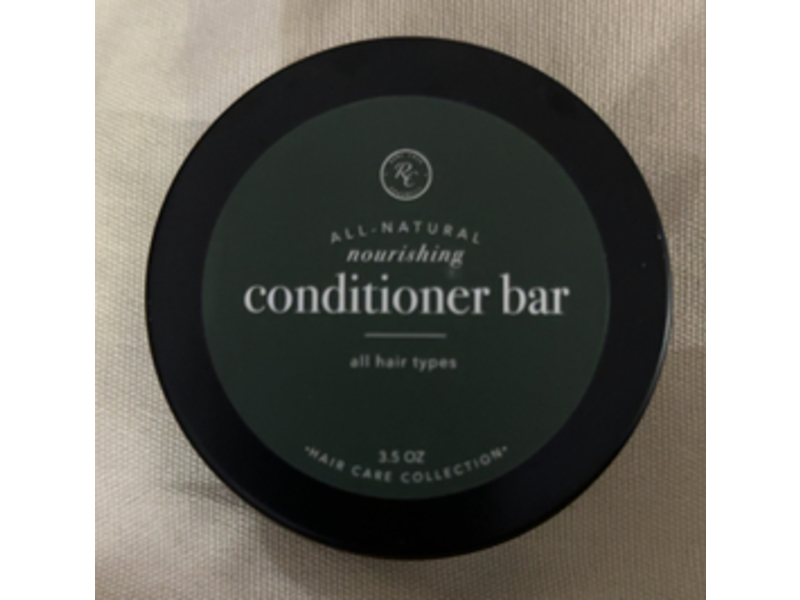 RC
ALL-NATURAL
nourishing
conditioner bar
all hair types
3.5 OZ
•HAIR CARE COLLECTION•